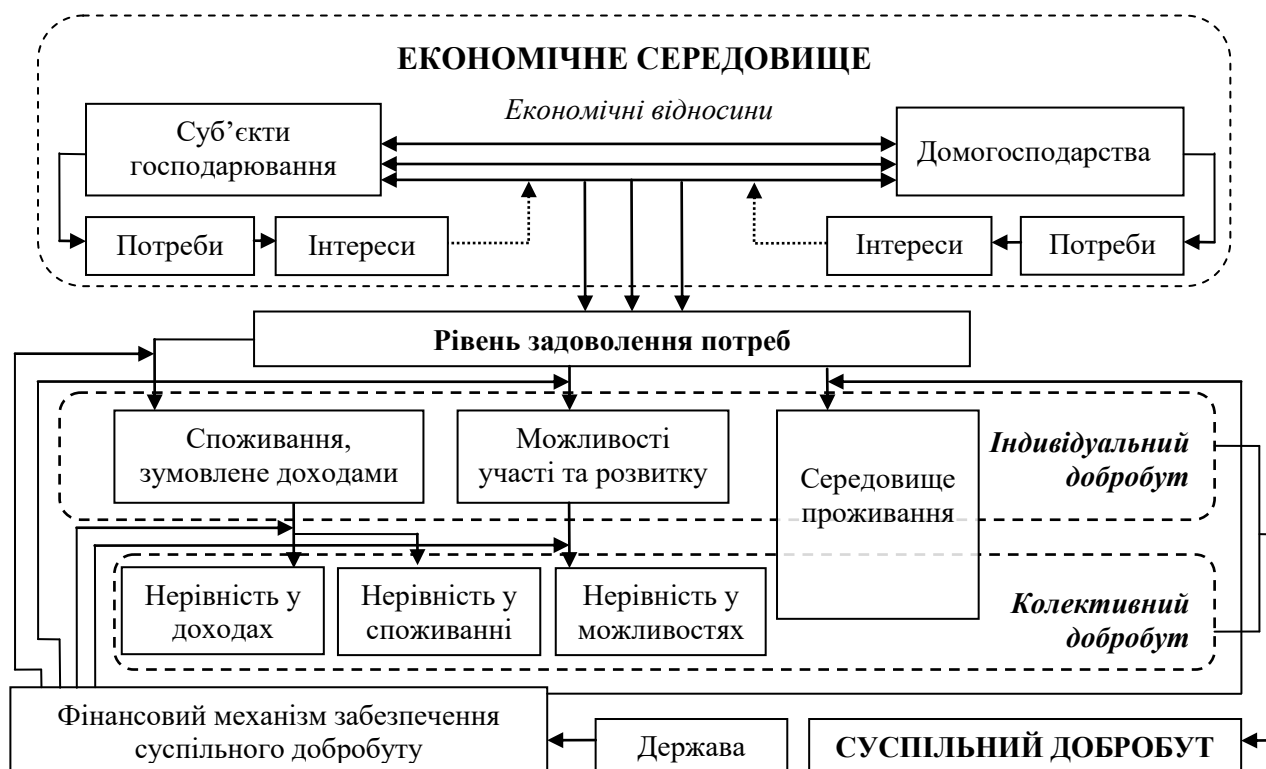 ЕКОНОМІЧНЕ СЕРЕДОВИЩЕ
Економічні відносини
Суб’єкти
господарювання
Домогосподарства
Потреби
Інтереси
Інтереси
Потреби
Рівень задоволення потреб
Споживання,
зумовлене доходами
Можливості
участі та розвитку
Середовище
проживання
Індивідуальний
добробут
Нерівність у
доходах
Нерівність у
споживанні
Нерівність у
можливостях
Колективний
добробут
Фінансовий механізм забезпечення
суспільного добробуту
Держава
СУСПІЛЬНИЙ ДОБРОБУТ